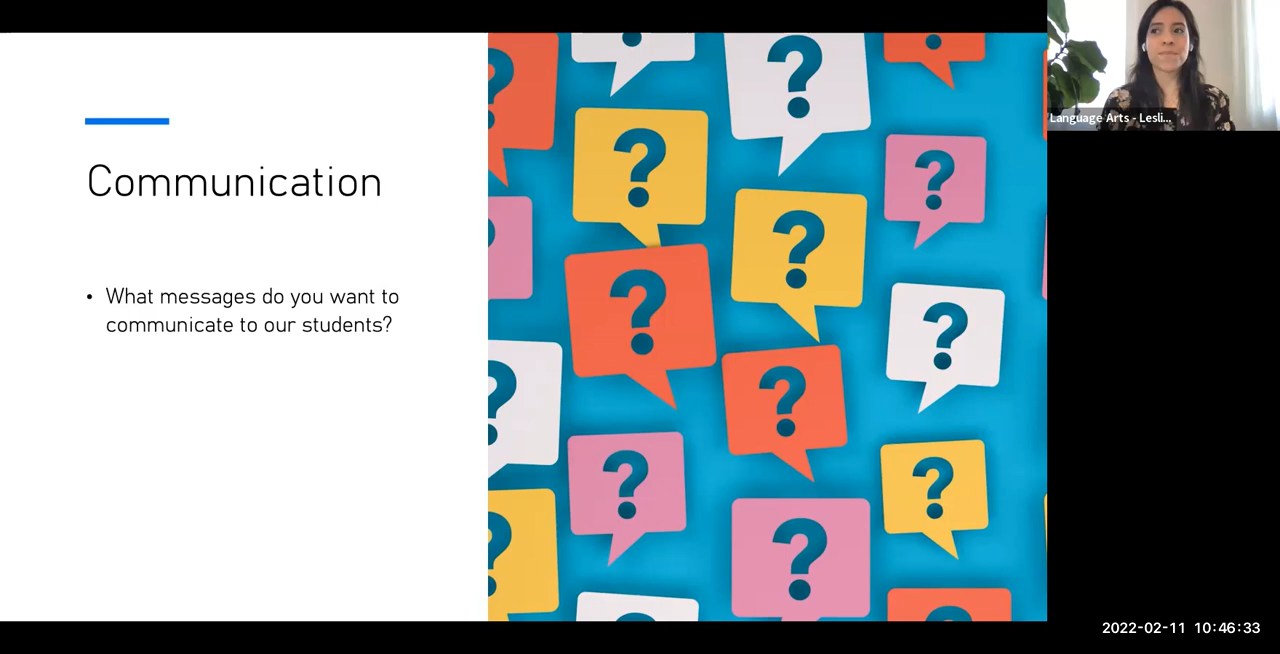 Communication
• What messages do you want to
communicate to our students?
Language Arts - Lesli...
2022-02-11 10:46:33